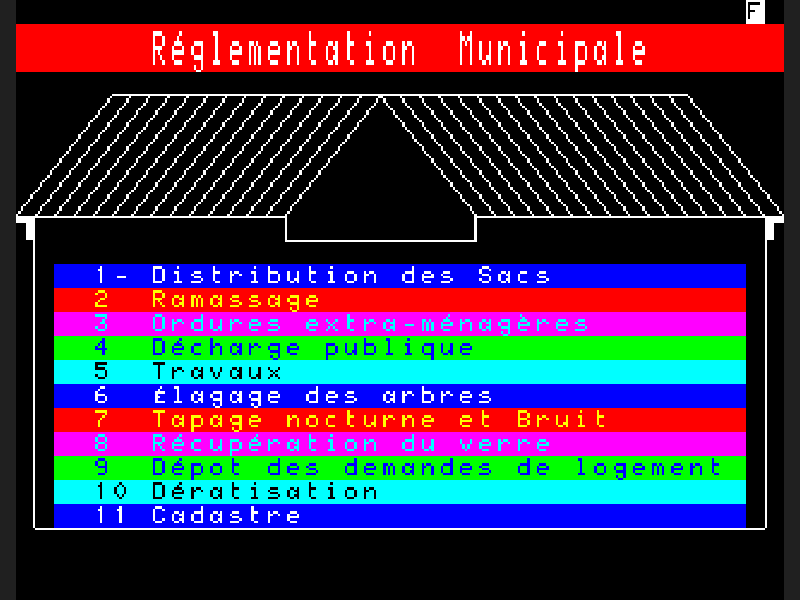 F
Réglementation Municipale
1- Distribution des Sacs
2 Ramassage
3 Ordures extra-ménagères
4 Décharge publique
5 Travaux
6 Élagage des arbres
7 Tapage nocturne et Bruit
8 Récupération du verre
9 Dépot des demandes de logement
10 Dératisation
11 Cadastre